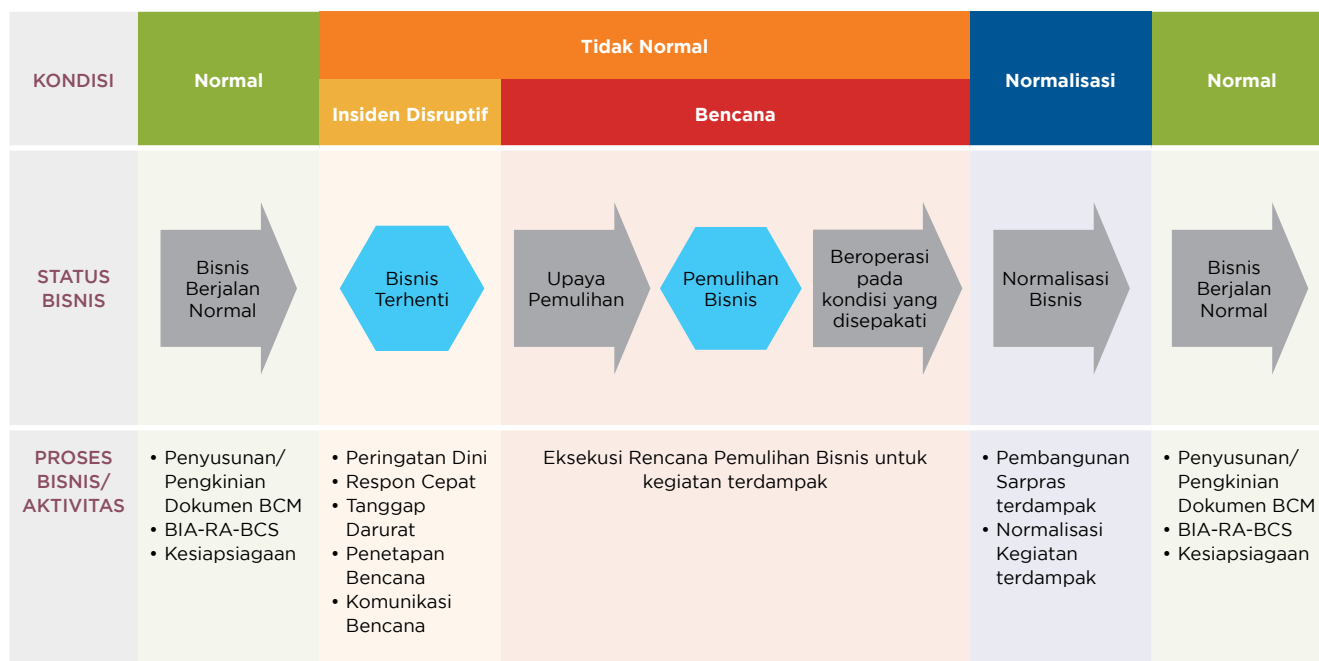 KONDISI
Normal
Tidak Normal
Insiden Disruptif
Bencana
Normalisasi
Normal
STATUS
BISNIS
Bisnis
Berjalan
Normal
Bisnis
Terhenti
Upaya
Pemulihan
Pemulihan
Bisnis
Beroperasi
pada
kondisi yang
disepakati
Normalisasi
Bisnis
Bisnis
Berjalan
Normal
PROSES
BISNIS/
AKTIVITAS
• Penyusunan/
Pengkinian
Dokumen BCM
• BIA-RA-BCS
• Kesiapsiagaan
• Peringatan Dini
• Respon Cepat
• Tanggap
Darurat
• Penetapan
Bencana
• Komunikasi
Bencana
Eksekusi Rencana Pemulihan Bisnis untuk
kegiatan terdampak
• Pembangunan
Sarpras
terdampak
• Normalisasi
Kegiatan
terdampak
• Penyusunan/
Pengkinian
Dokumen BCM
• BIA-RA-BCS
• Kesiapsiagaan